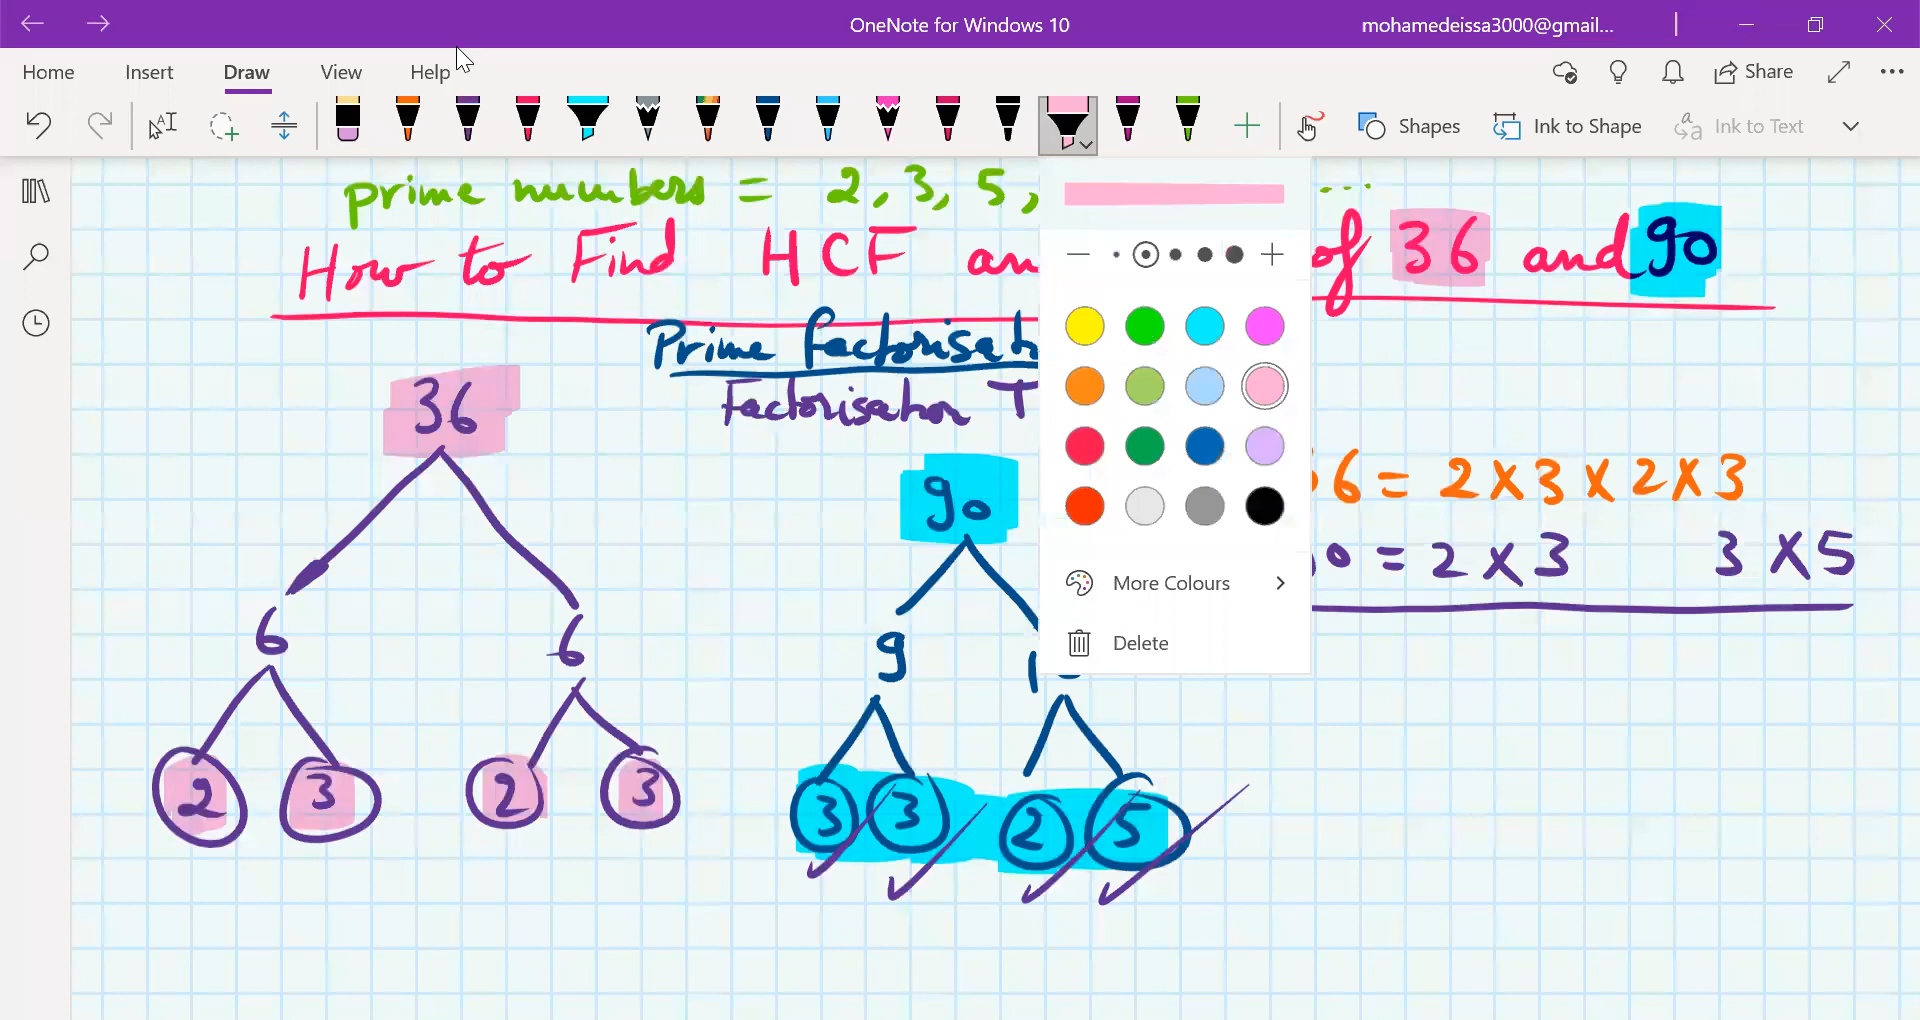 OneNote for Windows 10
mohamedeissa3000@gmail...
Home Insert Draw View Help
Share
Shapes Ink to Shape Ink to Text
prime numbers = 2, 3, 5, ....
How to Find HCF of 36 and 90
Prime
Factorisation
36
90
36 = 2 x 3 x 2 x 3
= 2 x 3 3 x 5
More Colours
Delete
6 6
9
2 3 2 3
3 3 2 5